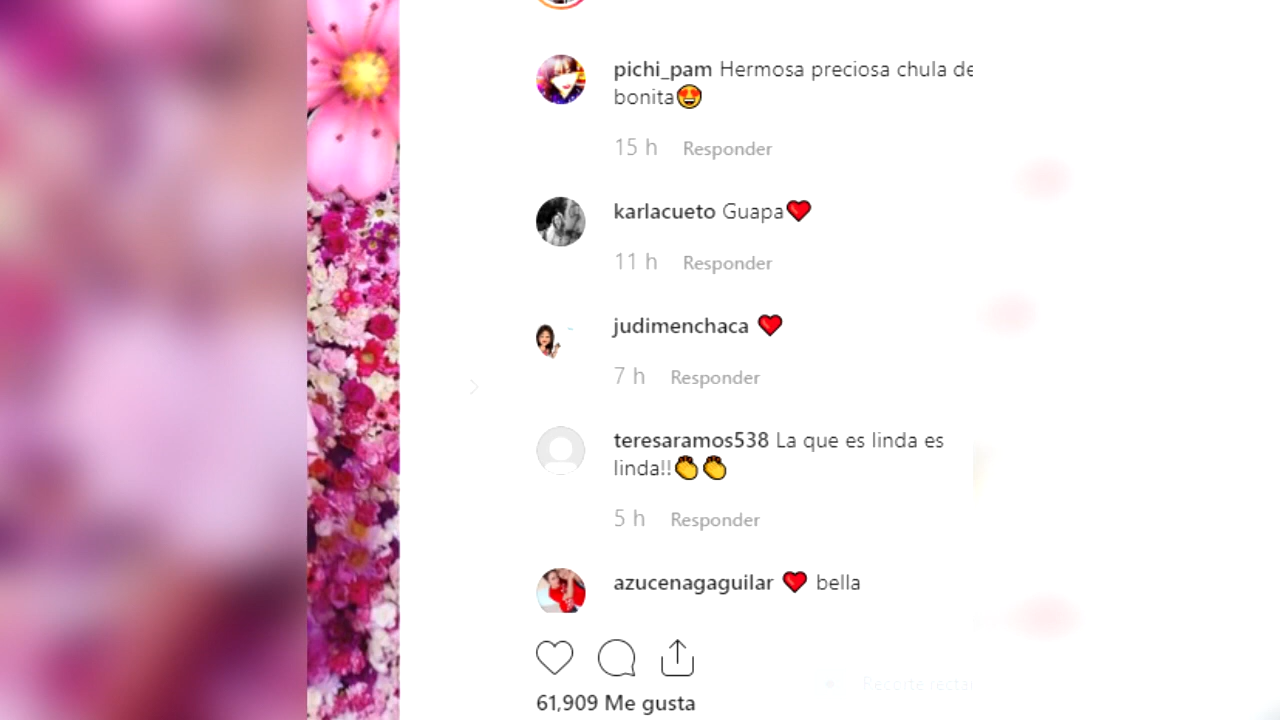 pichi_pam Hermosa preciosa chula de
bonita😍
15 h Responder
karlacueto Guapa❤️
11 h Responder
judimenchaca ❤️
7 h Responder
teresaramos538 La que es linda es
linda!!👏👏
5 h Responder
azucenagaguilar ❤️ bella
61,909 Me gusta